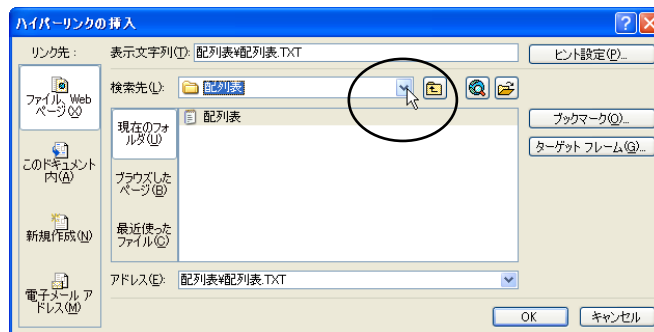 ハイパーリンクの挿入
リンク先：
表示文字列(T): 配列表¥配列表.TXT
ヒント設定(P)...
ファイル、Web
ページ(X)
検索先(L): 配列表
現在のフォ
ルダ(U)
配列表
ブックマーク(O)...
ターゲット フレーム(G)...
このドキュメント
内(A)
ブラウズした
ページ(B)
新規作成(N)
最近使った
ファイル(C)
電子メール ア
ドレス(M)
アドレス(E): 配列表¥配列表.TXT
OK
キャンセル